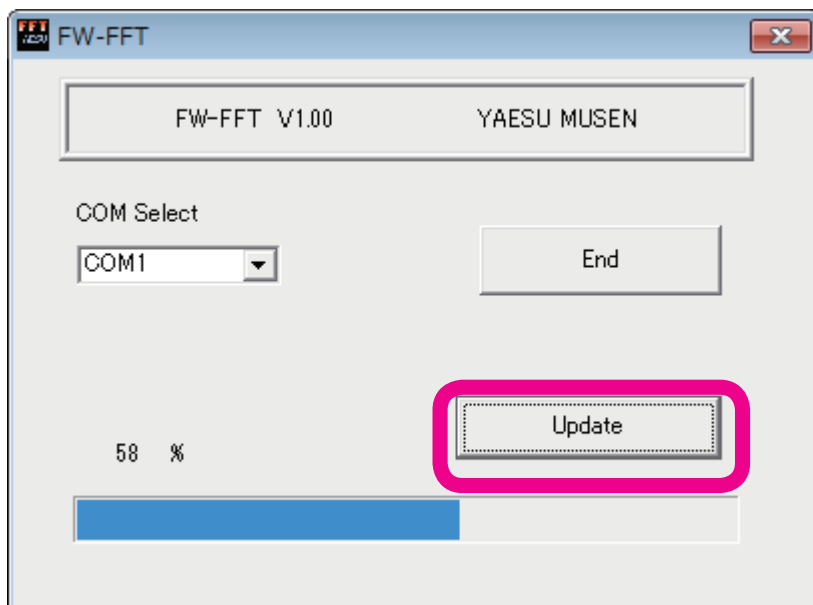 FW-FFT
FW-FFT V1.00 YAESU MUSEN
COM Select
COM1
End
Update
58 %